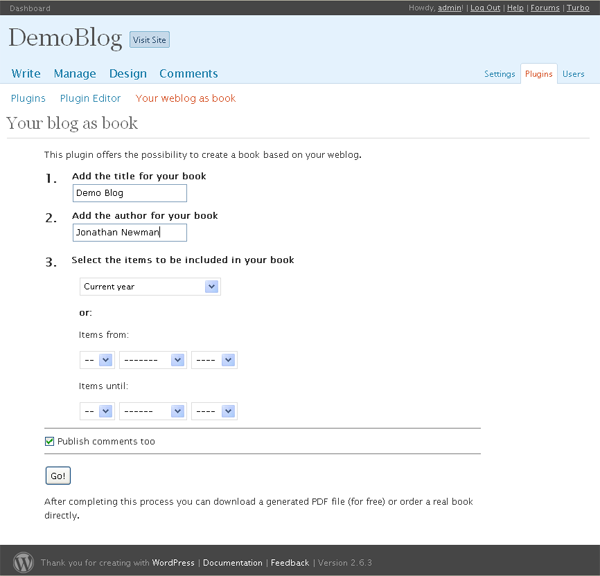 Dashboard Howdy, admin! | Log Out | Help | Forums | Turbo
DemoBlog Visit Site
Write Manage Design Comments Settings Plugins Users
Plugins Plugin Editor Your weblog as book
Your blog as book
This plugin offers the possibility to create a book based on your weblog.
1. Add the title for your book
Demo Blog
2. Add the author for your book
Jonathan Newman
3. Select the items to be included in your book
Current year
or:
Items from:
-- ------- ----
Items until:
-- ------ ----
Publish comments too
Go!
After completing this process you can download a generated PDF file (for free) or order a real book
directly.
Thank you for creating with WordPress | Documentation | Feedback | Version 2.6.3